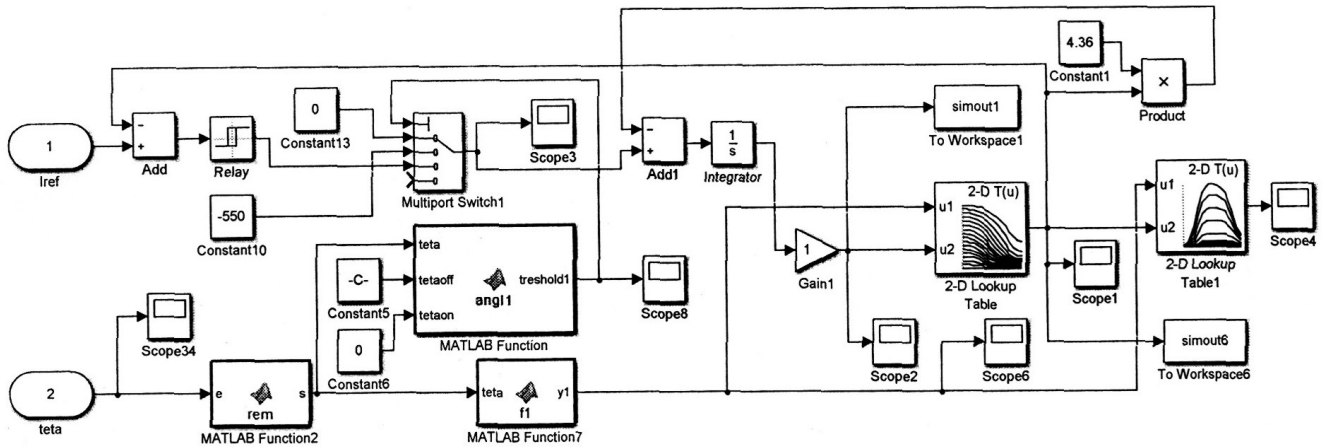 4.36
Constant1
×
Product
simout1
To Workspace1
1
Iref
−
+
Add
Relay
0
Constant13
-550
Constant10
Multiport Switch1
Scope3
−
+
Add1
1
s
Integrator
1
Gain1
2-D T(u)
u1
u2
2-D Lookup
Table
2-D T(u)
u1
u2
2-D Lookup
Table1
Scope4
Scope1
teta
tetaoff
tetaon
angl1
treshold1
MATLAB Function
-C-
Constant5
0
Constant6
Scope8
Scope34
Scope2
Scope6
simout6
To Workspace6
2
teta
e
rem
s
MATLAB Function2
teta
f1
y1
MATLAB Function7